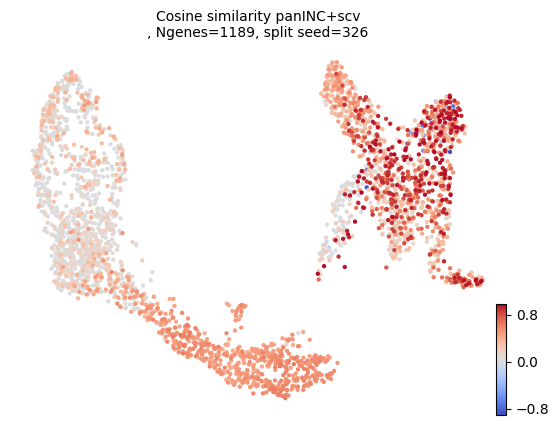 Cosine similarity panINC+scv
, Ngenes=1189, split seed=326
0.8
0.0
−0.8